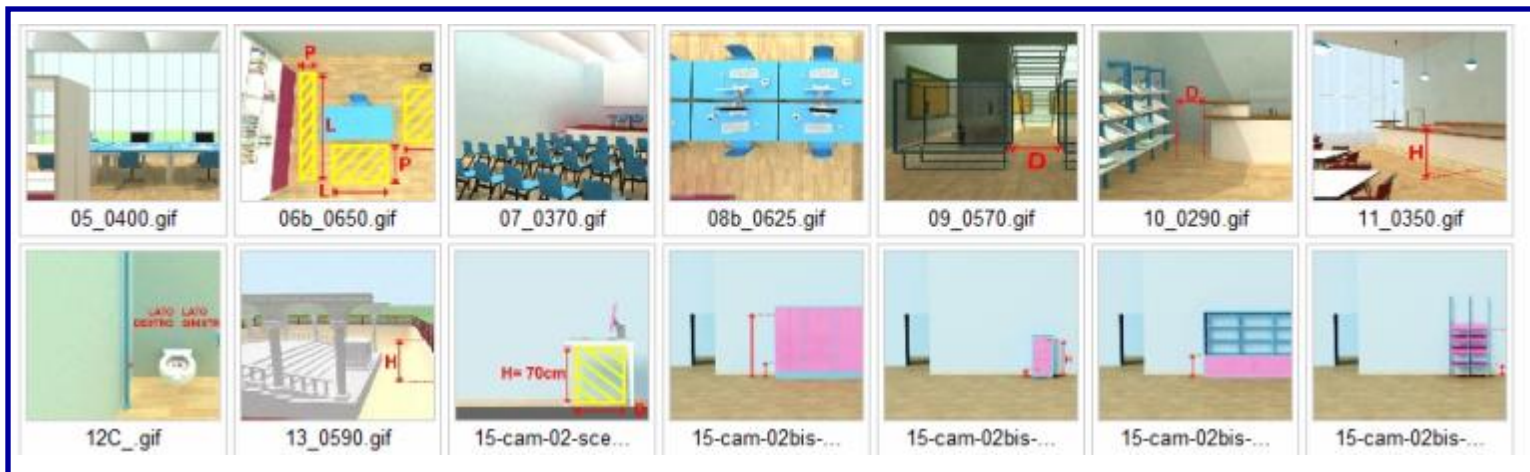 P
L
L
P
D
D
H
05_0400.gif 06b_0650.gif 07_0370.gif 08b_0625.gif 09_0570.gif 10_0290.gif 11_0350.gif
LATO LATO
DESTRO SINISTR
H
H= 70cm
H
12C_.gif 13_0590.gif 15-cam-02-sce... 15-cam-02bis-... 15-cam-02bis-... 15-cam-02bis-... 15-cam-02bis-...